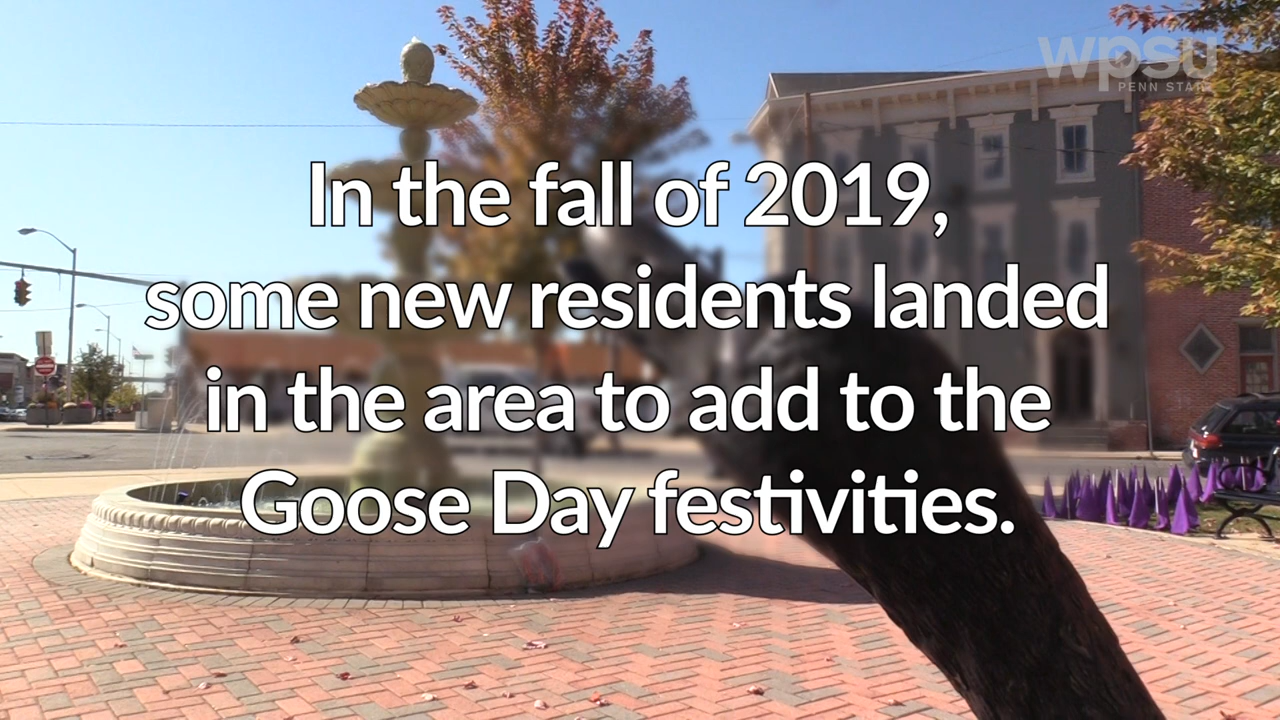 wpsu
PENN STATE
In the fall of 2019,
some new residents landed
in the area to add to the
Goose Day festivities.